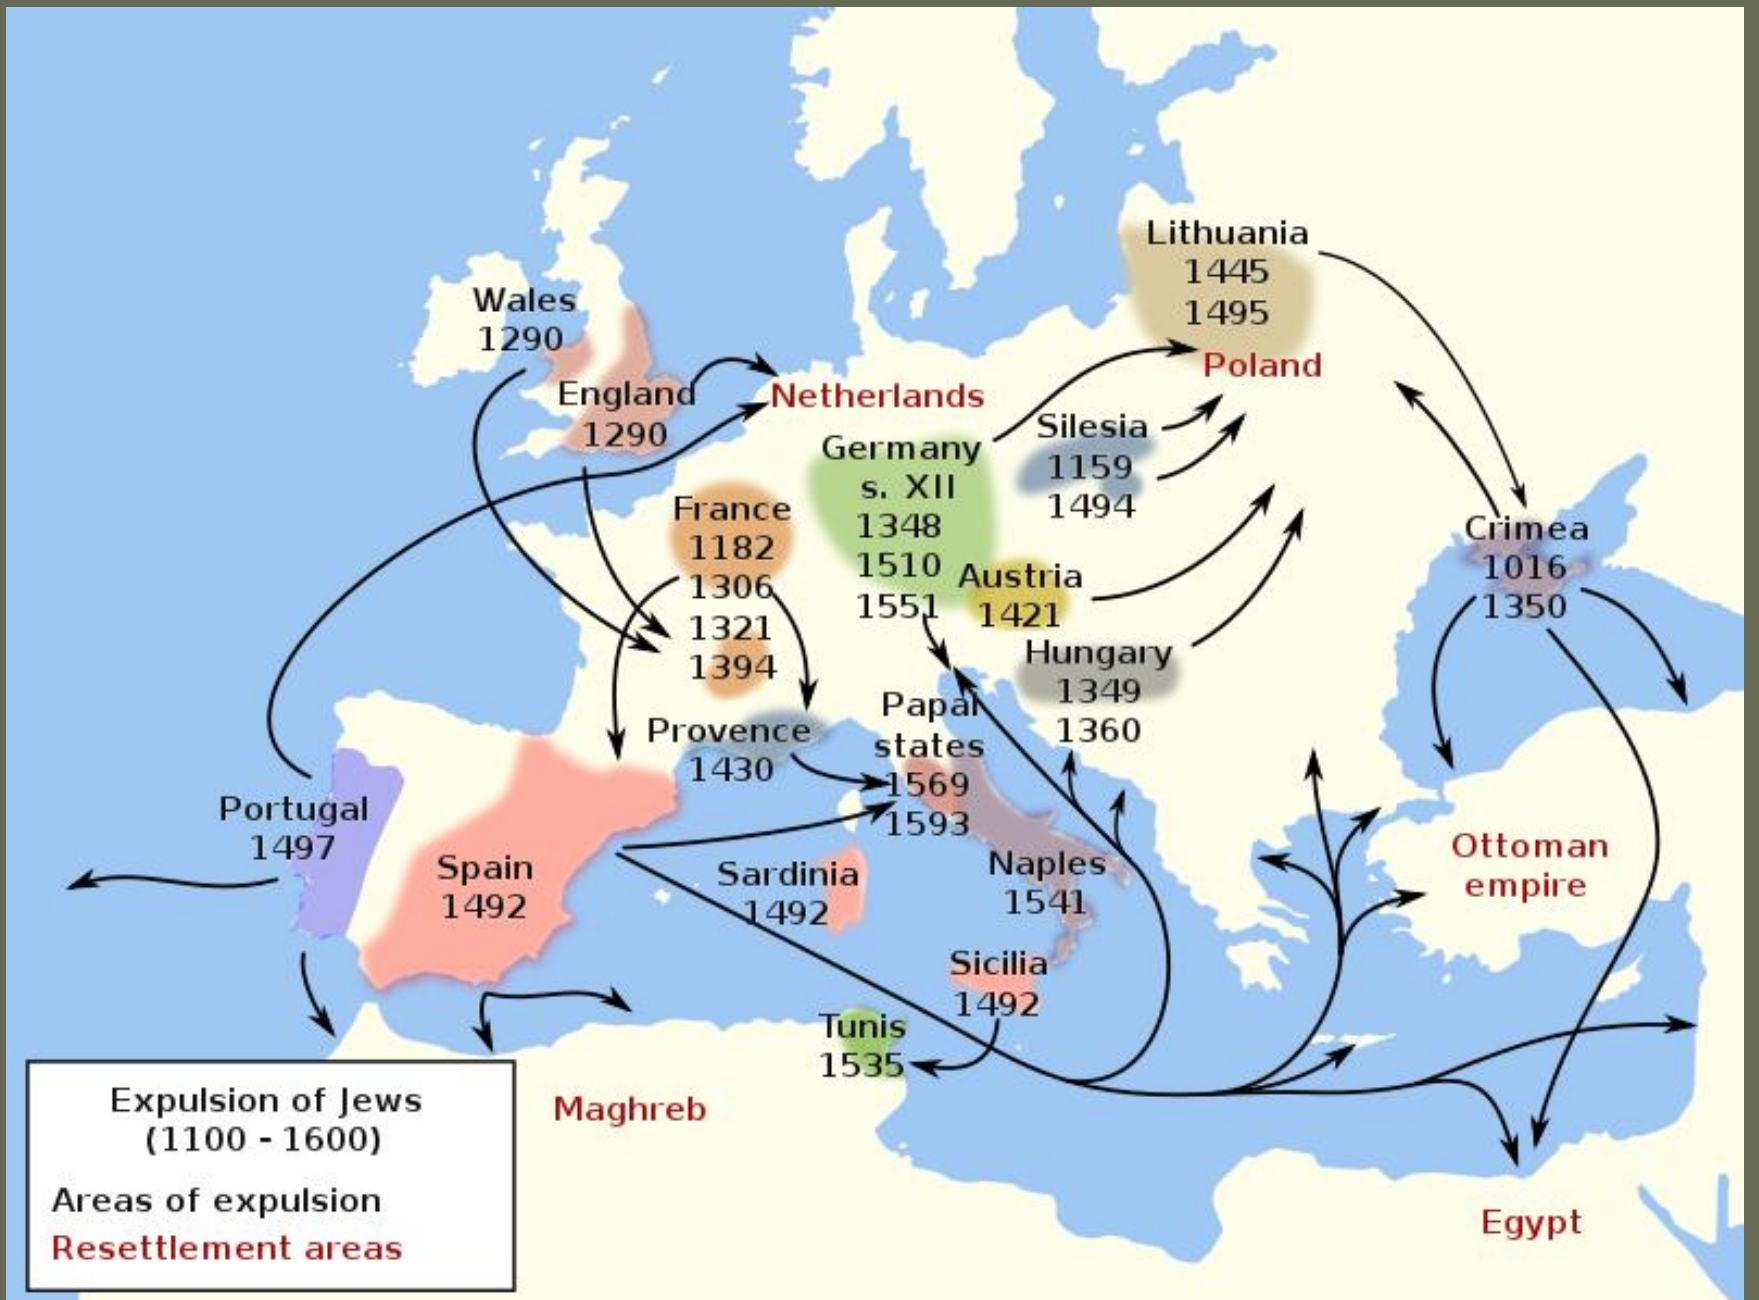 Lithuania
1445
1495
Poland
Wales
1290
England
1290
Netherlands
Germany
s. XII
1348
1510
1551
Silesia
1159
1494
France
1182
1306
1321
1394
Austria
1421
Hungary
1349
1360
Crimea
1016
1350
Provence
1430
Papal
states
1569
1593
Portugal
1497
Spain
1492
Sardinia
1492
Naples
1541
Ottoman
empire
Sicilia
1492
Tunis
1535
Maghreb
Egypt
Expulsion of Jews
(1100 - 1600)
Areas of expulsion
Resettlement areas